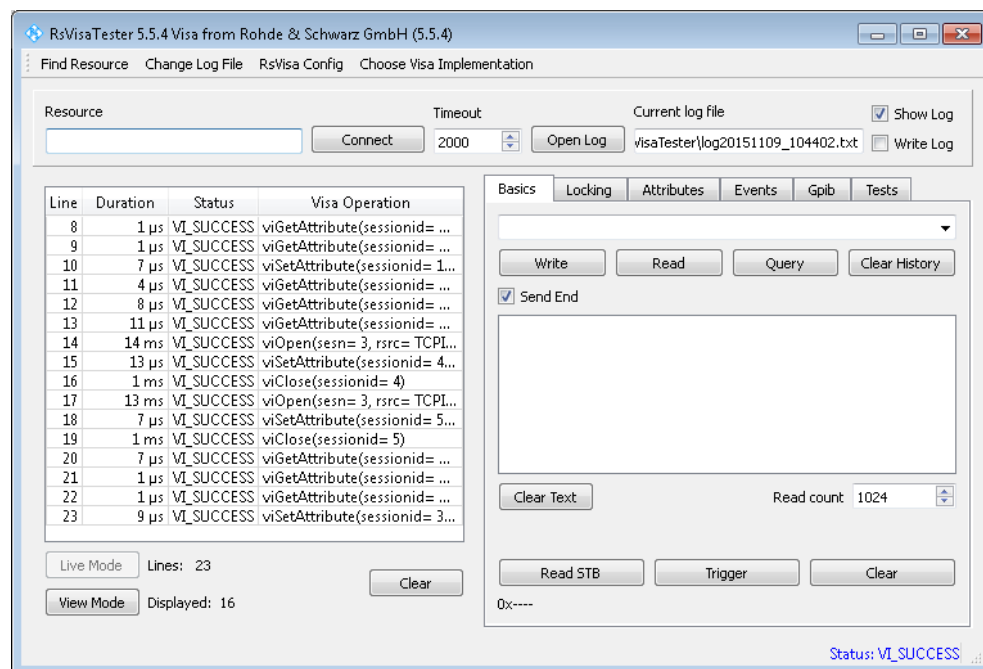 RsVisaTester 5.5.4 Visa from Rohde & Schwarz GmbH (5.5.4)
Find Resource Change Log File RsVisa Config Choose Visa Implementation
Resource Timeout Current log file Show Log
Connect 2000 Open Log visaTester\log20151109_104402.txt Write Log
Basics Locking Attributes Events Gpib Tests
Line Duration Status Visa Operation
8 1 µs VI_SUCCESS viGetAttribute(sessionid= ...
9 1 µs VI_SUCCESS viGetAttribute(sessionid= ...
10 7 µs VI_SUCCESS viSetAttribute(sessionid= 1...
11 4 µs VI_SUCCESS viGetAttribute(sessionid= ...
12 8 µs VI_SUCCESS viGetAttribute(sessionid= ...
13 11 µs VI_SUCCESS viGetAttribute(sessionid= ...
14 14 ms VI_SUCCESS viOpen(sesn= 3, rsrc= TCPI...
15 13 µs VI_SUCCESS viSetAttribute(sessionid= 4...
16 1 ms VI_SUCCESS viClose(sessionid= 4)
17 13 ms VI_SUCCESS viOpen(sesn= 3, rsrc= TCPI...
18 7 µs VI_SUCCESS viSetAttribute(sessionid= 5...
19 1 ms VI_SUCCESS viClose(sessionid= 5)
20 7 µs VI_SUCCESS viGetAttribute(sessionid= ...
21 1 µs VI_SUCCESS viGetAttribute(sessionid= ...
22 1 µs VI_SUCCESS viGetAttribute(sessionid= ...
23 9 µs VI_SUCCESS viSetAttribute(sessionid= 3...
Live Mode Lines: 23
Clear
View Mode Displayed: 16
Write Read Query Clear History
Send End
Clear Text Read count 1024
Read STB Trigger Clear
0x----
Status: VI_SUCCESS